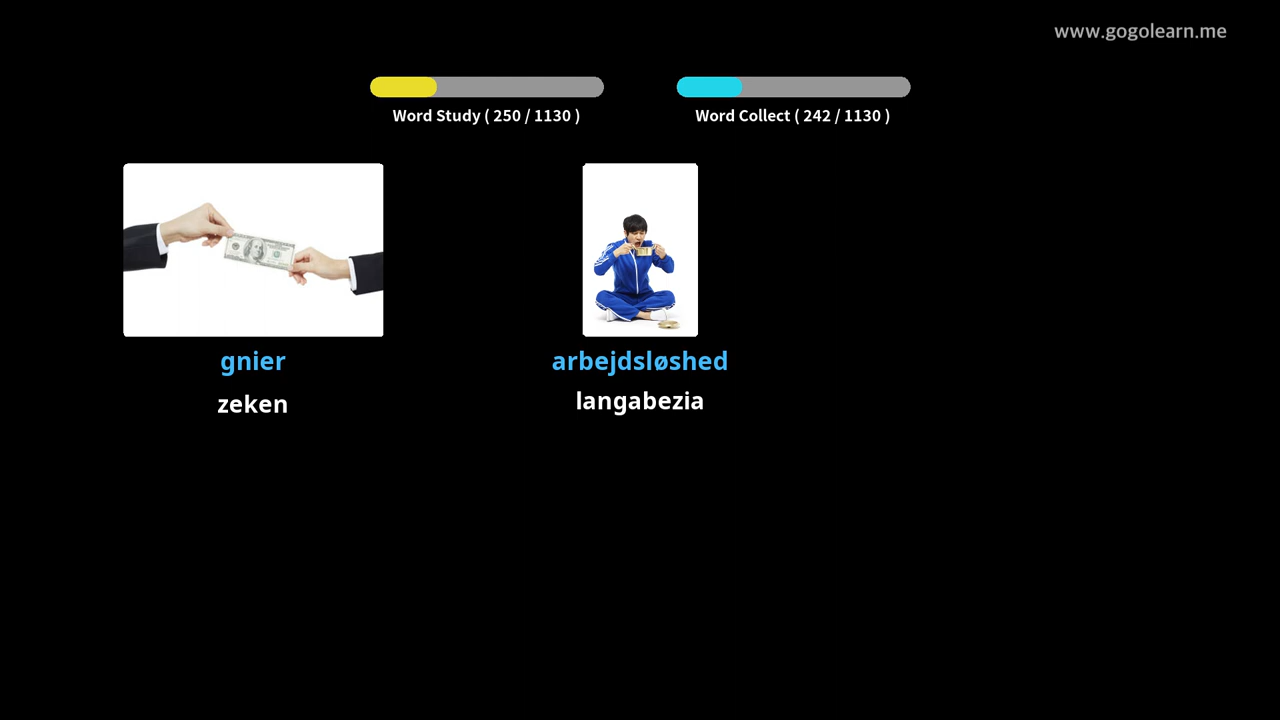 www.gogolearn.me
Word Study ( 250 / 1130 )
Word Collect ( 242 / 1130 )
gnier
zeken
arbejdsløshed
langabezia